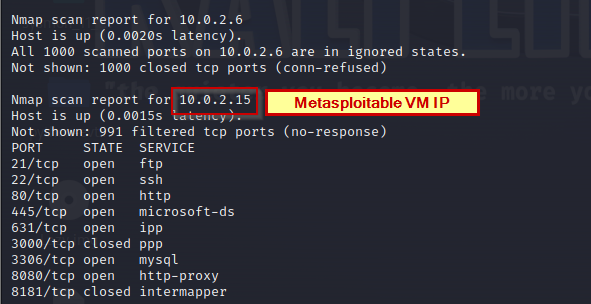 Nmap scan report for 10.0.2.6
Host is up (0.0020s latency).
All 1000 scanned ports on 10.0.2.6 are in ignored states.
Not shown: 1000 closed tcp ports (conn-refused)
Nmap scan report for 10.0.2.15 Metasploitable VM IP
Host is up (0.0015s latency).
Not shown: 991 filtered tcp ports (no-response)
PORT STATE SERVICE
21/tcp open ftp
22/tcp open ssh
80/tcp open http
445/tcp open microsoft-ds
631/tcp open ipp
3000/tcp closed ppp
3306/tcp open mysql
8080/tcp open http-proxy
8181/tcp closed intermapper